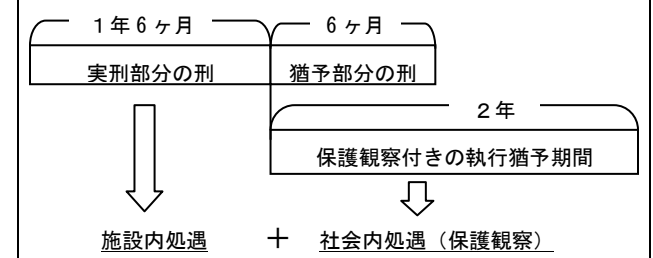 1年6ヶ月 6ヶ月
実刑部分の刑 猶予部分の刑
2年
保護観察付きの執行猶予期間
施設内処遇 + 社会内処遇(保護観察)